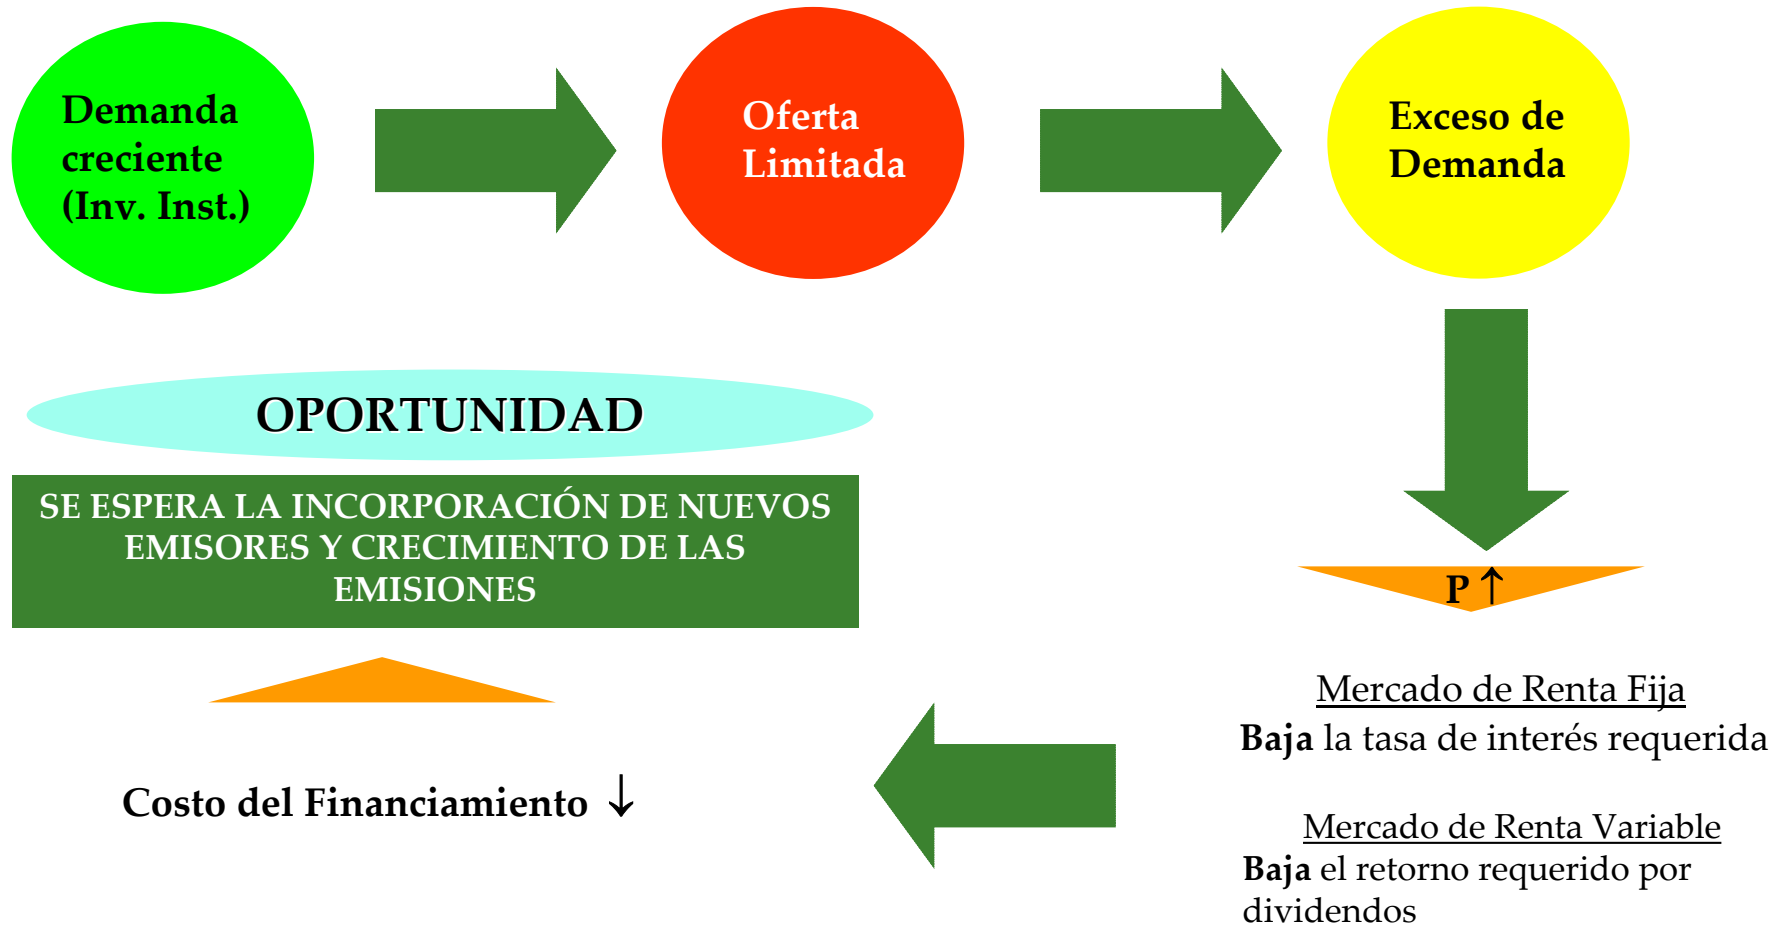 Demanda
creciente
(Inv. Inst.)
Oferta
Limitada
Exceso de
Demanda
P ↑
Mercado de Renta Fija
Baja la tasa de interés requerida
Mercado de Renta Variable
Baja el retorno requerido por
dividendos
Costo del Financiamiento ↓
OPORTUNIDAD
SE ESPERA LA INCORPORACIÓN DE NUEVOS
EMISORES Y CRECIMIENTO DE LAS
EMISIONES